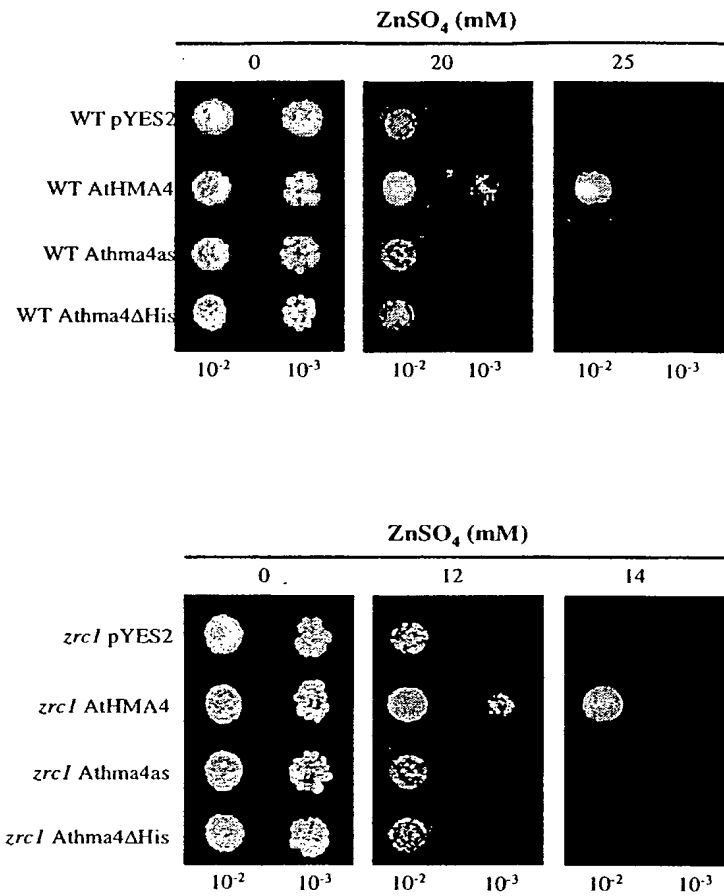 ZnSO₄ (mM)
0 20 25
WT pYES2
WT AtHMA4
WT Athma4as
WT Athma4ΔHis
10⁻² 10⁻³ 10⁻² 10⁻³ 10⁻² 10⁻³
ZnSO₄ (mM)
0 12 14
zrc1 pYES2
zrc1 AtHMA4
zrc1 Athma4as
zrc1 Athma4ΔHis
10⁻² 10⁻³ 10⁻² 10⁻³ 10⁻² 10⁻³